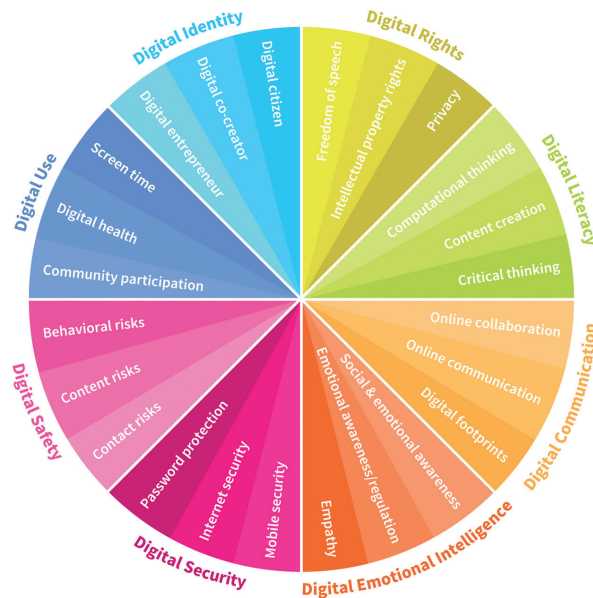 Digital Identity
Digital entrepreneur
Digital co-creator
Digital citizen
Digital Rights
Freedom of speech
Intellectual property rights
Privacy
Digital Literacy
Computational thinking
Content creation
Critical thinking
Digital Communication
Online collaboration
Online communication
Digital footprints
Digital Emotional Intelligence
Social & emotional awareness
Emotional awareness/regulation
Empathy
Digital Security
Mobile security
Internet security
Password protection
Digital Safety
Contact risks
Content risks
Behavioral risks
Digital Use
Community participation
Digital health
Screen time